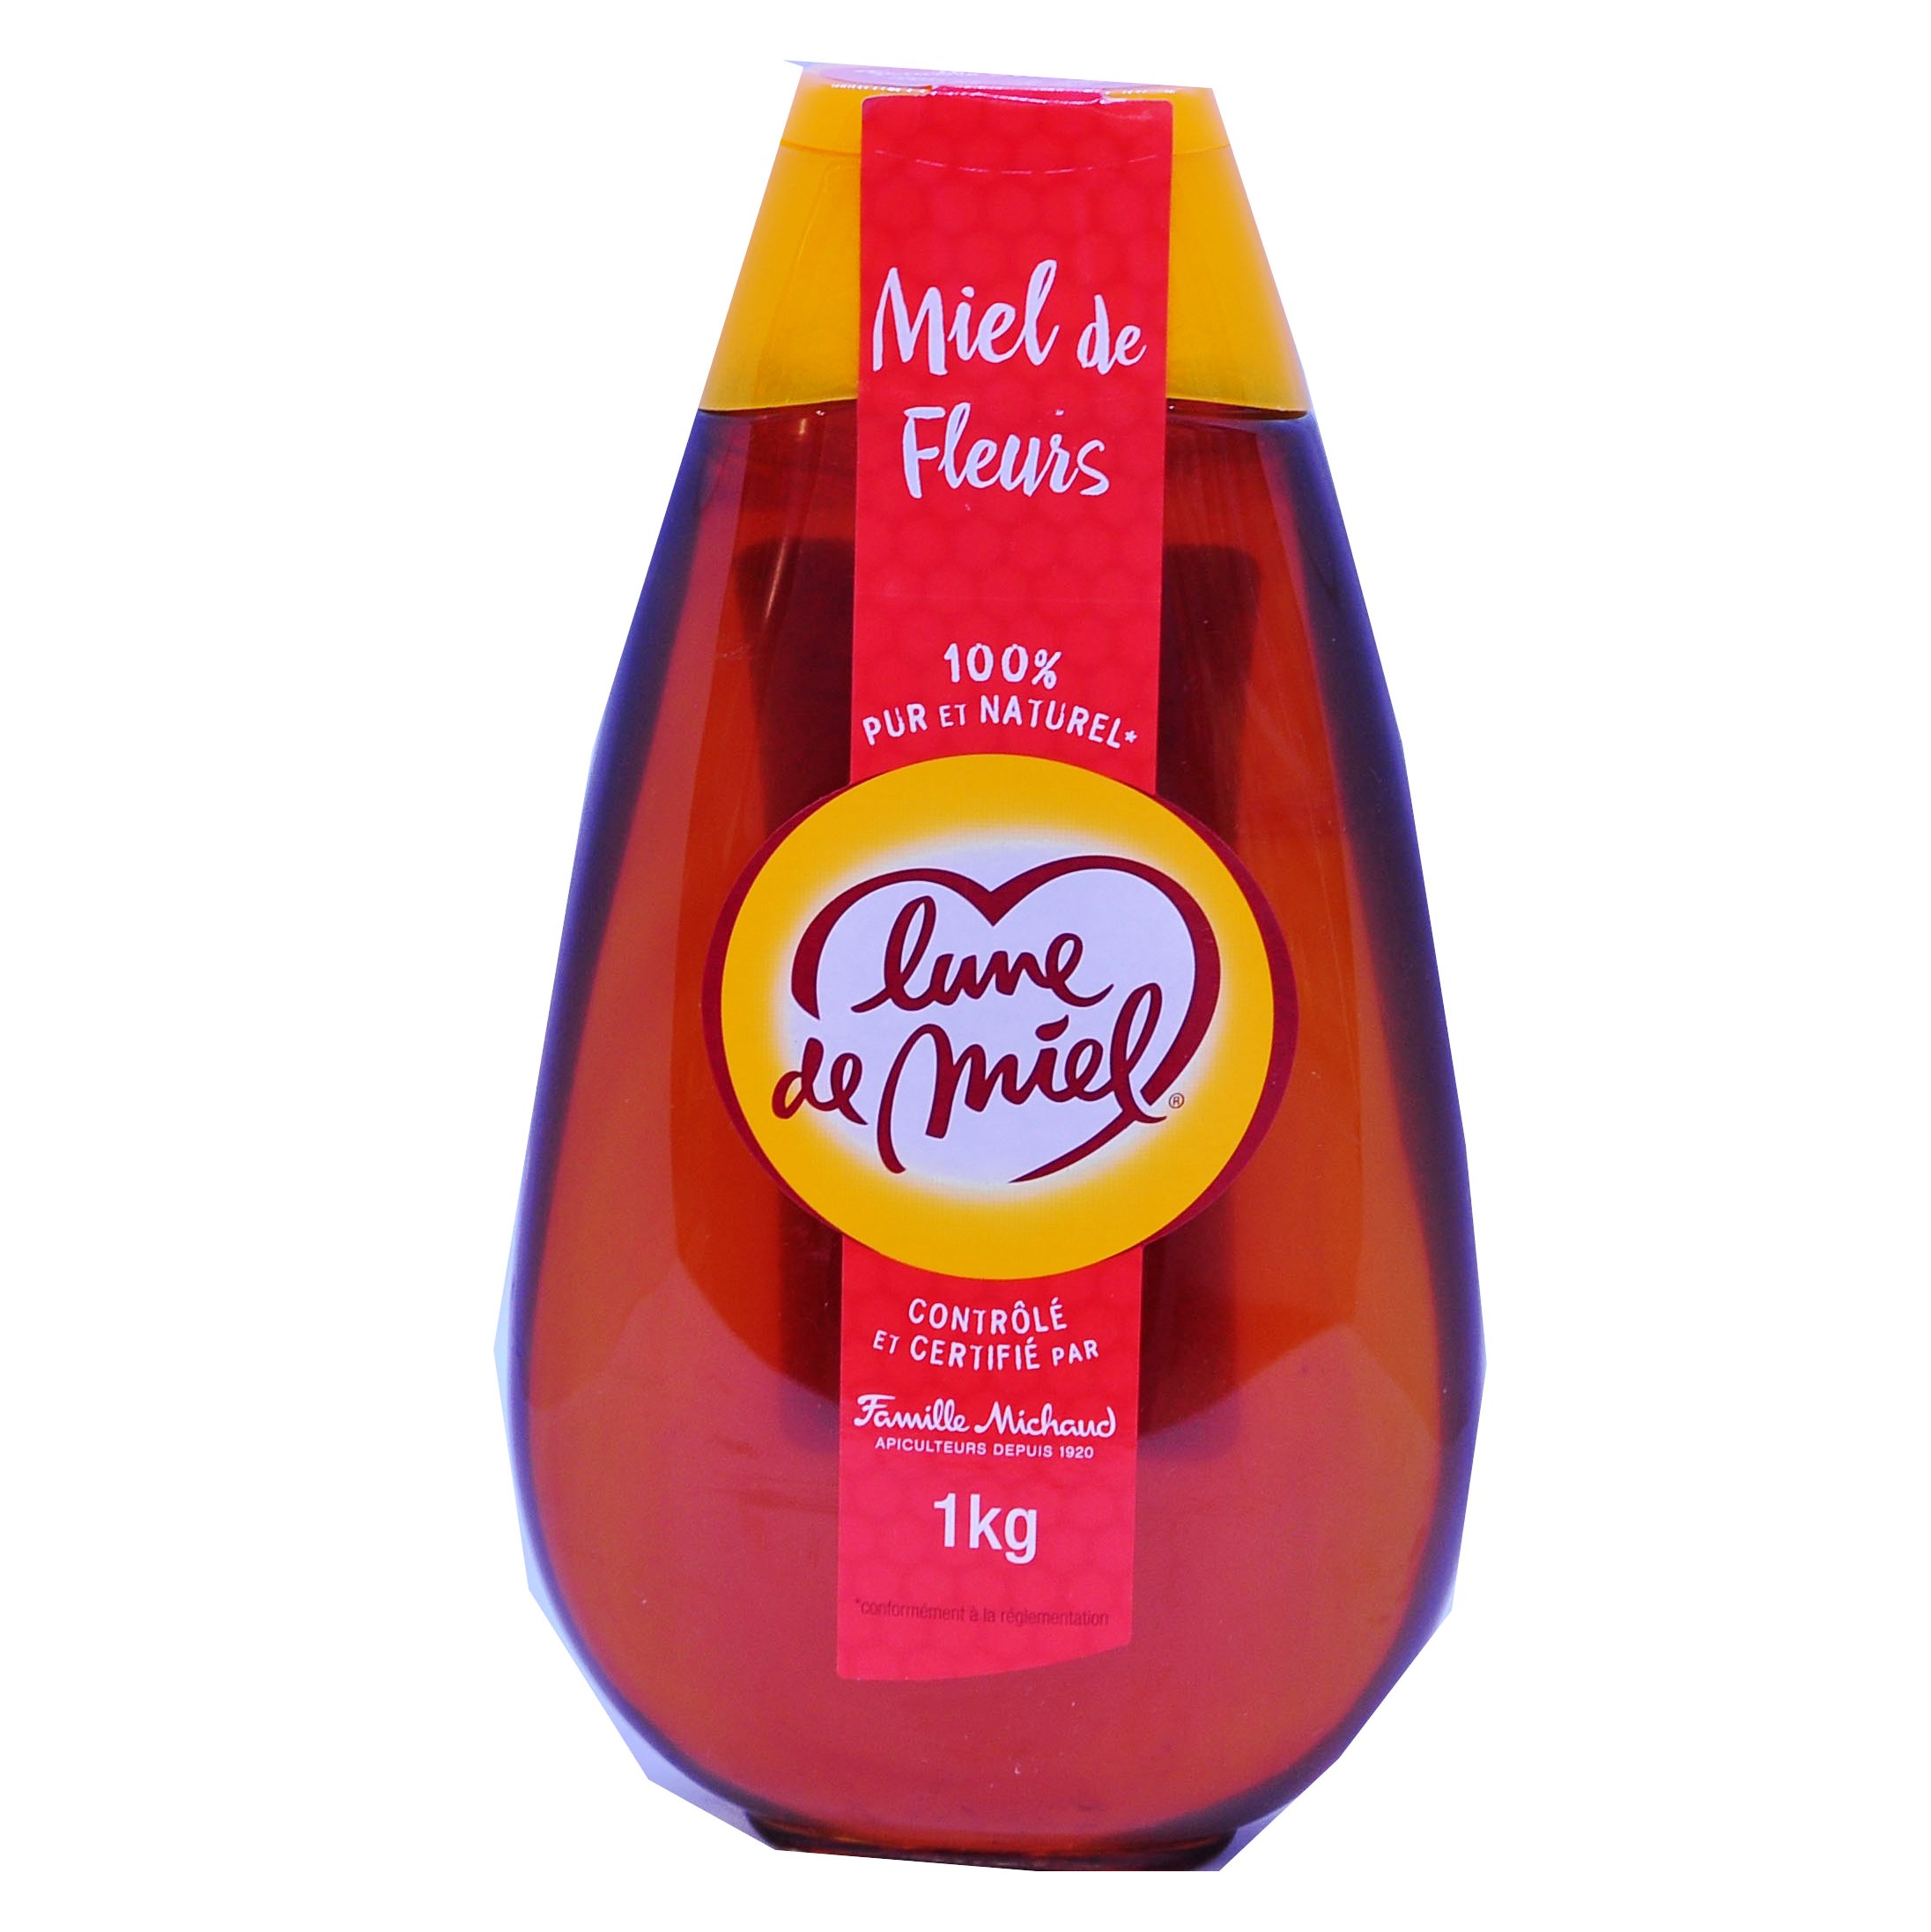 Miel de
Fleurs
100%
PUR ET NATUREL*
lune
de miel®
CONTRÔLÉ
ET CERTIFIÉ PAR
Famille Michaud
APICULTEURS DEPUIS 1920
1kg
*conformément à la réglementation